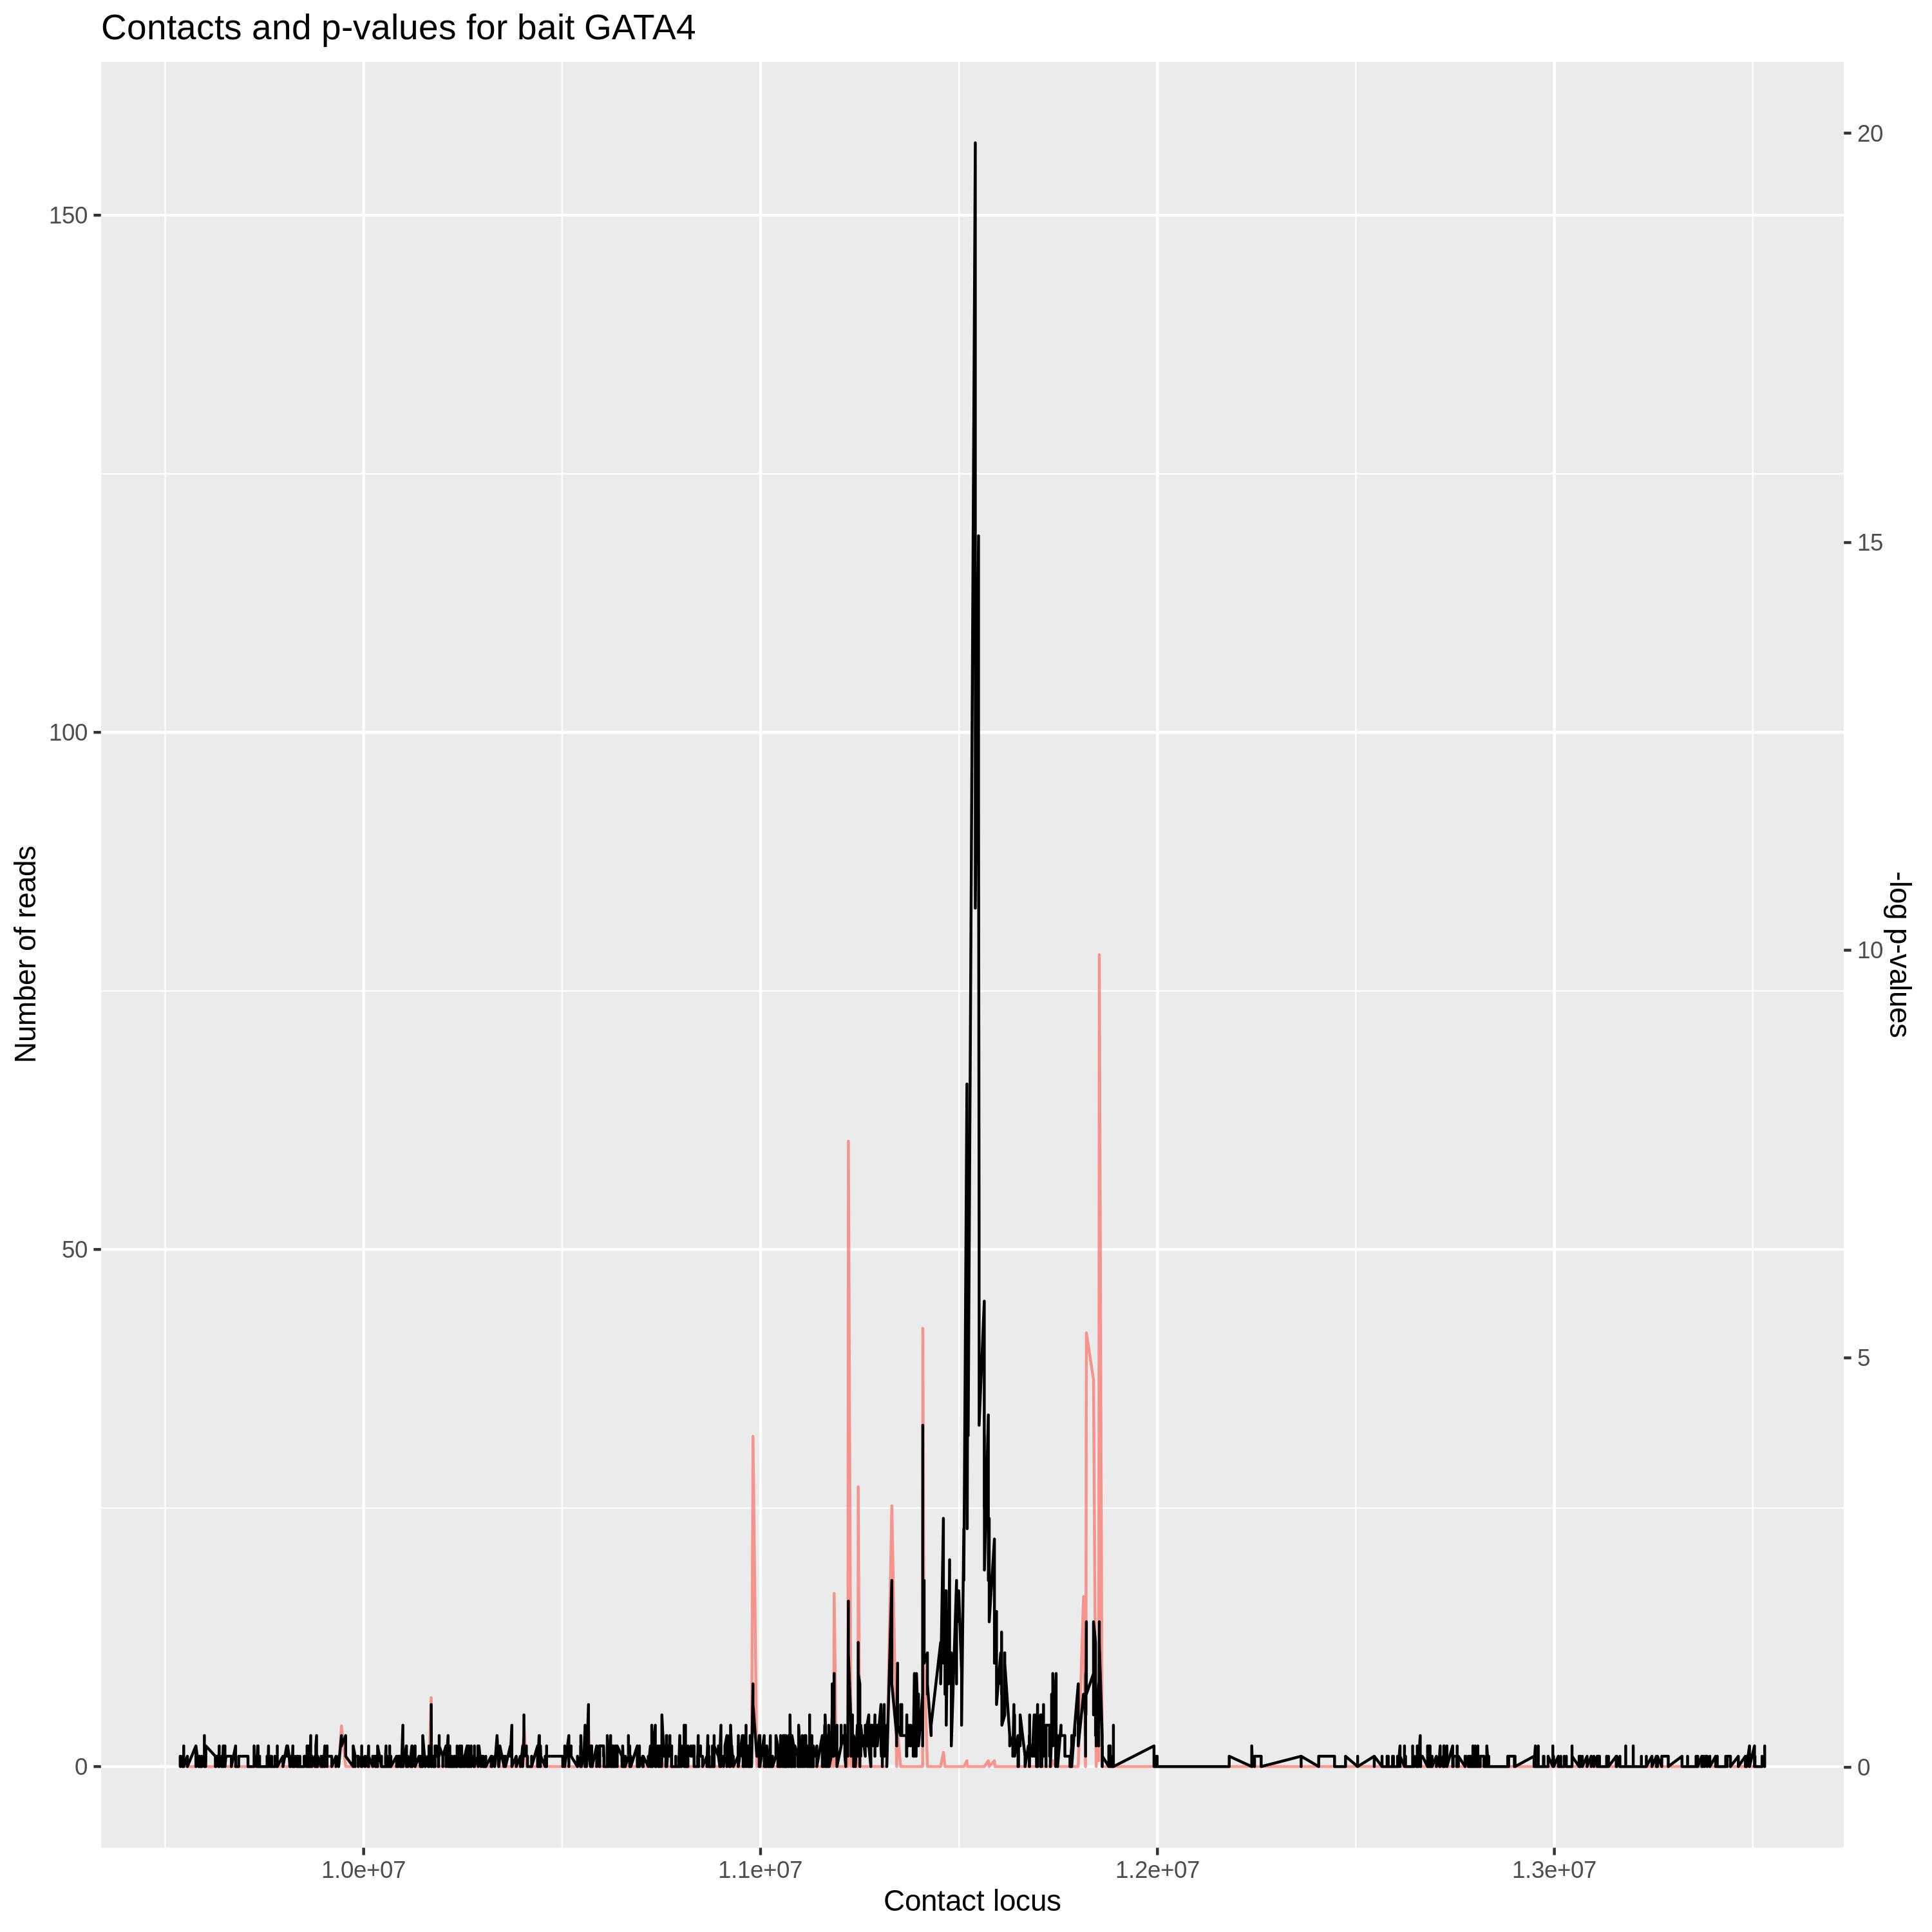 Contacts and p-values for bait GATA4
Number of reads
150
100
50
0
20
15
10
5
0
-log p-values
1.0e+07
1.1e+07
1.2e+07
1.3e+07
Contact locus